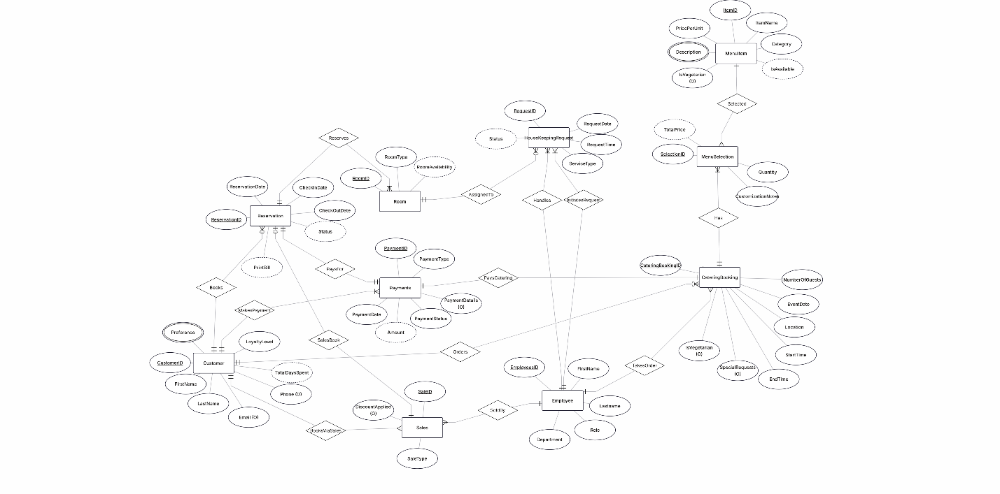 ItemID
PricePerUnit
ItemName
Description
MenuItem
Category
IsVegetarian
(O)
IsAvailable
Selected
RequestID
Status
HouseKeepingRequest
RequestDate
RequestTime
ServiceType
TotalPrice
SelectionID
MenuSelection
Quantity
CustomizationNotes
Reserves
RoomType
RoomAvailability
RoomID
Room
AssignedTo
Handles
InitiatesRequest
Has
ReservationDate
CheckInDate
CheckOutDate
Reservation
ReservationID
Status
PrintBill
PaymentID
PaymentType
PaysFor
Payments
PaysCatering
PaymentDetails
(O)
PaymentStatus
PaymentDate
Amount
CateringBookingID
CateringBooking
NumberOfGuests
EventDate
Location
StartTime
EndTime
SpecialRequests
(O)
IsVegetarian
(O)
Books
MakesPayment
Preference
LoyaltyLevel
SalesBook
Orders
CustomerID
Customer
TotalDaysSpent
FirstName
LastName
Phone (O)
Email (O)
EmployeesID
FirstName
TakesOrder
SaleID
DiscountApplied
(O)
SoldBy
Employee
Lastname
Role
Department
BooksViaSales
Sales
SaleType